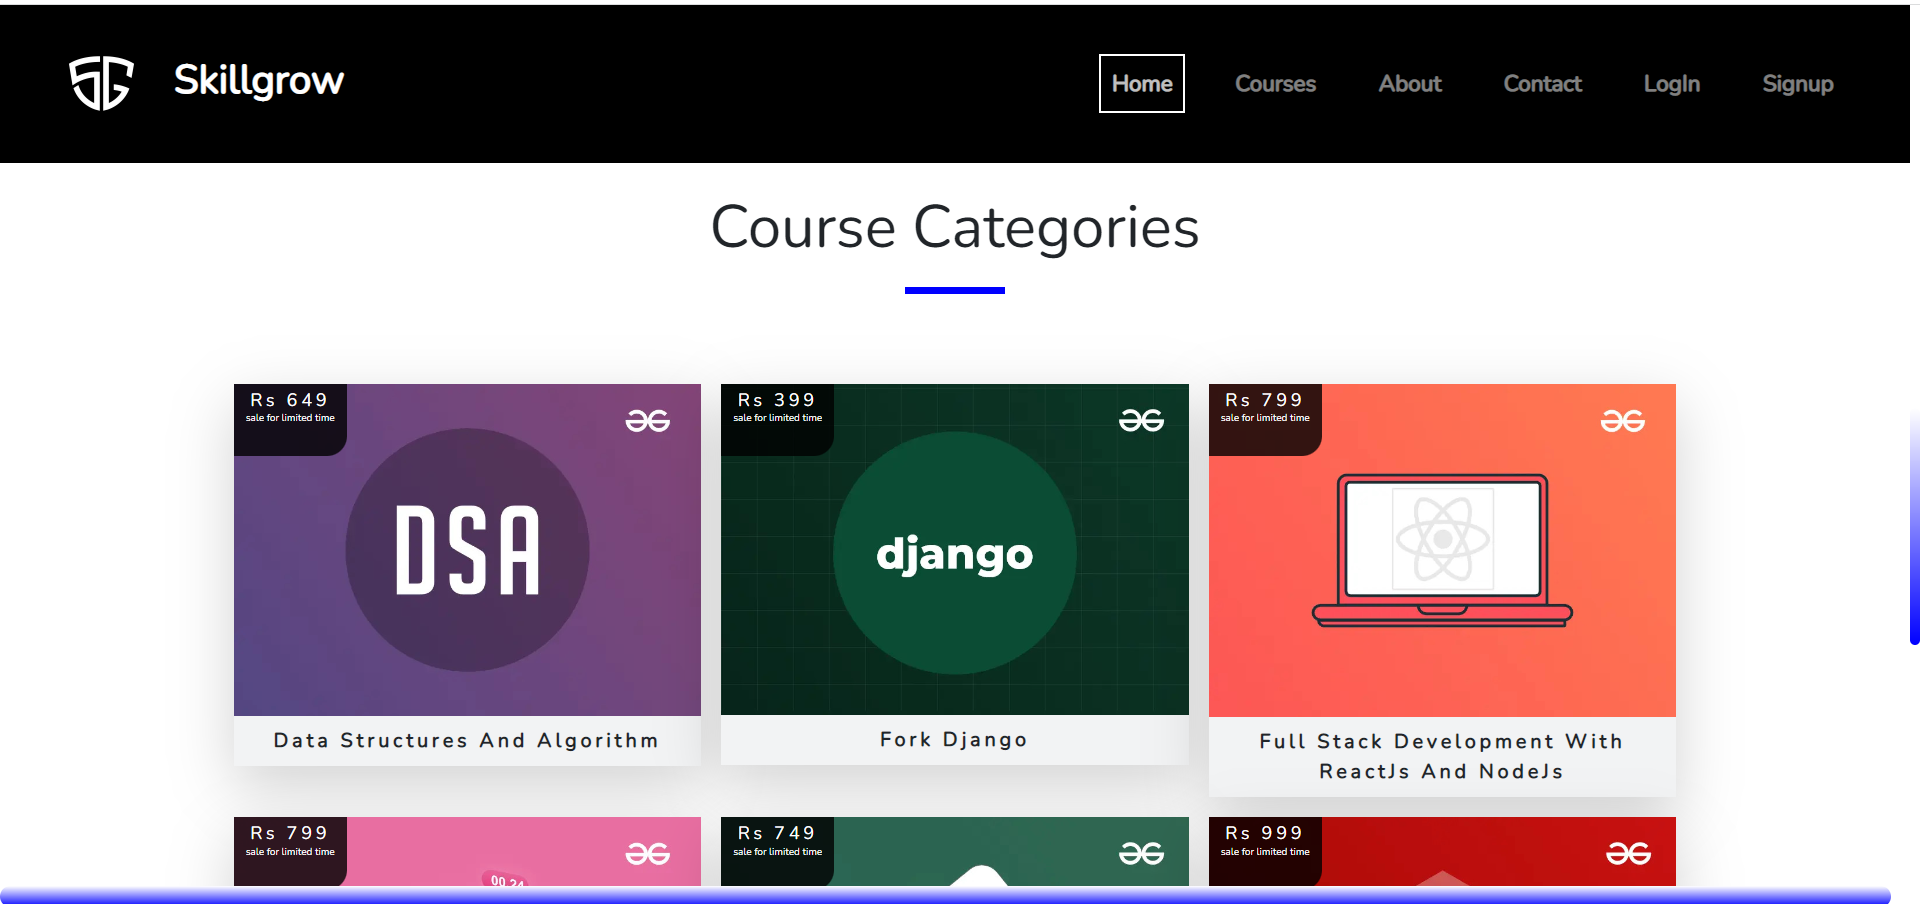 Skillgrow
Home Courses About Contact LogIn Signup
Course Categories
Rs 649
sale for limited time
DSA
Data Structures And Algorithm
Rs 399
sale for limited time
django
Fork Django
Rs 799
sale for limited time
Full Stack Development With
ReactJs And NodeJs
Rs 799
sale for limited time
Rs 749
sale for limited time
Rs 999
sale for limited time